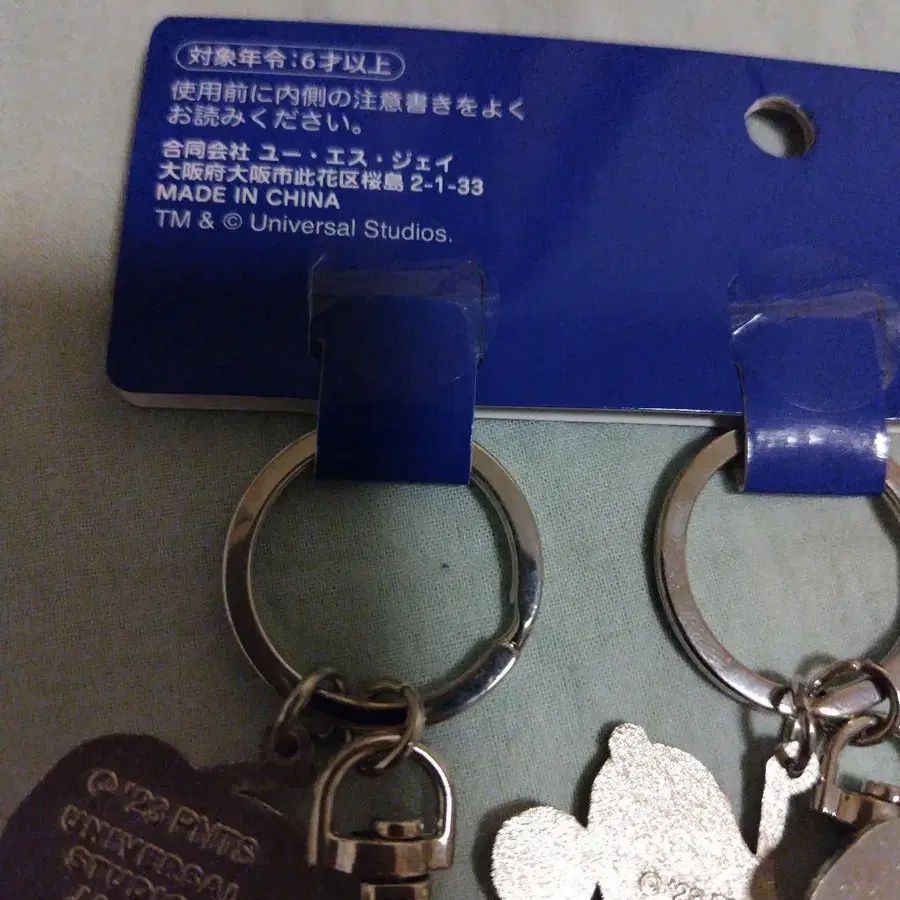 対象年令:6才以上
使用前に内側の注意書きをよく
お読みください。
合同会社 ユー・エス・ジェイ
大阪府大阪市此花区桜島 2-1-33
MADE IN CHINA
TM & © Universal Studios.
© '23 PNTS
UNIVERSAL
STUDIO
© '23